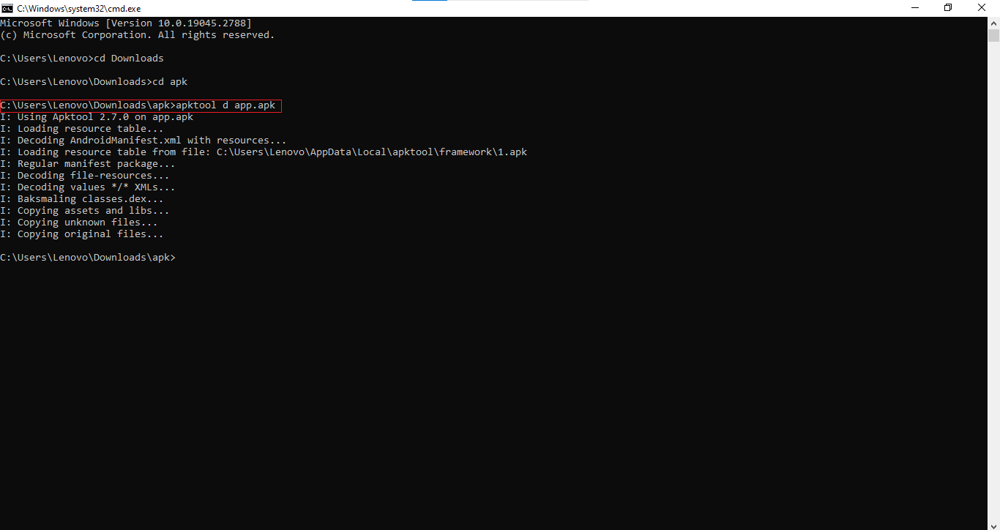 C:\Windows\system32\cmd.exe
Microsoft Windows [Version 10.0.19045.2788]
(c) Microsoft Corporation. All rights reserved.
C:\Users\Lenovo>cd Downloads
C:\Users\Lenovo\Downloads>cd apk
C:\Users\Lenovo\Downloads\apk>apktool d app.apk
I: Using Apktool 2.7.0 on app.apk
I: Loading resource table...
I: Decoding AndroidManifest.xml with resources...
I: Loading resource table from file: C:\Users\Lenovo\AppData\Local\apktool\framework\1.apk
I: Regular manifest package...
I: Decoding file-resources...
I: Decoding values */* XMLs...
I: Baksmaling classes.dex...
I: Copying assets and libs...
I: Copying unknown files...
I: Copying original files...
C:\Users\Lenovo\Downloads\apk>